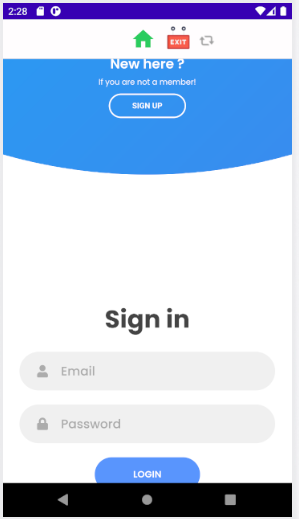 2:28
EXIT
New here ?
If you are not a member!
SIGN UP
Sign in
Email
Password
LOGIN